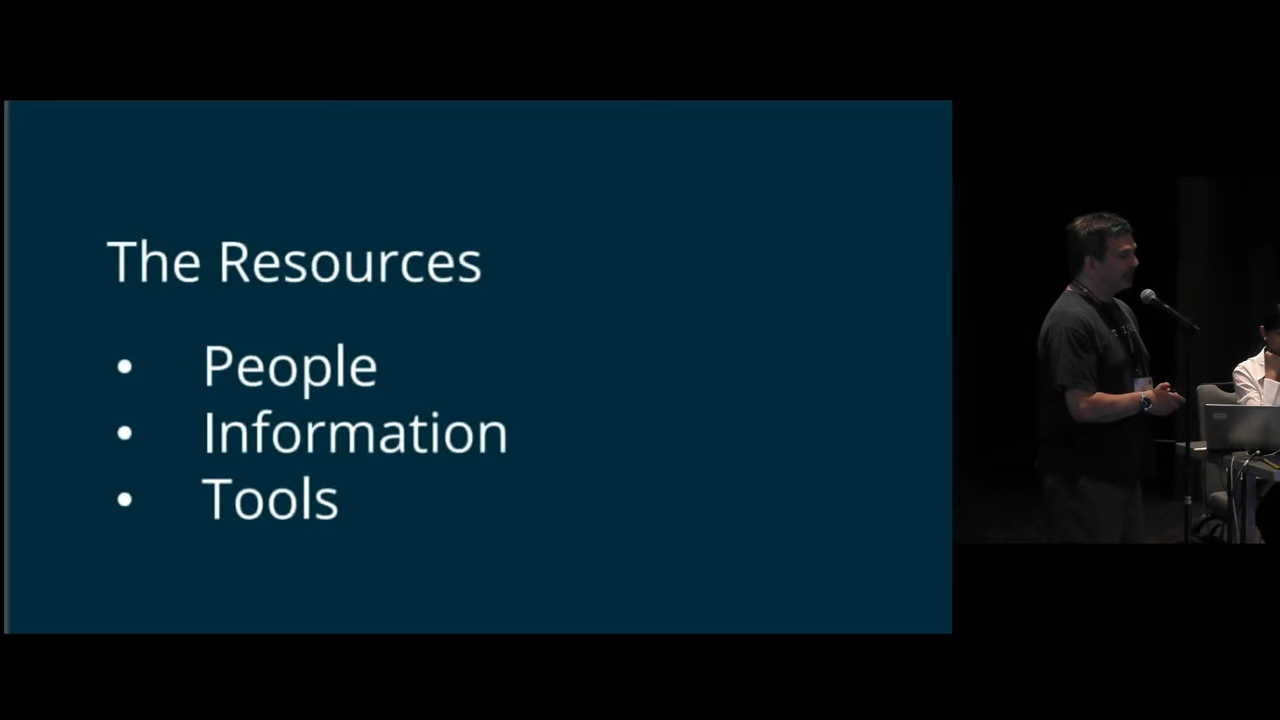 The Resources
• People
• Information
• Tools